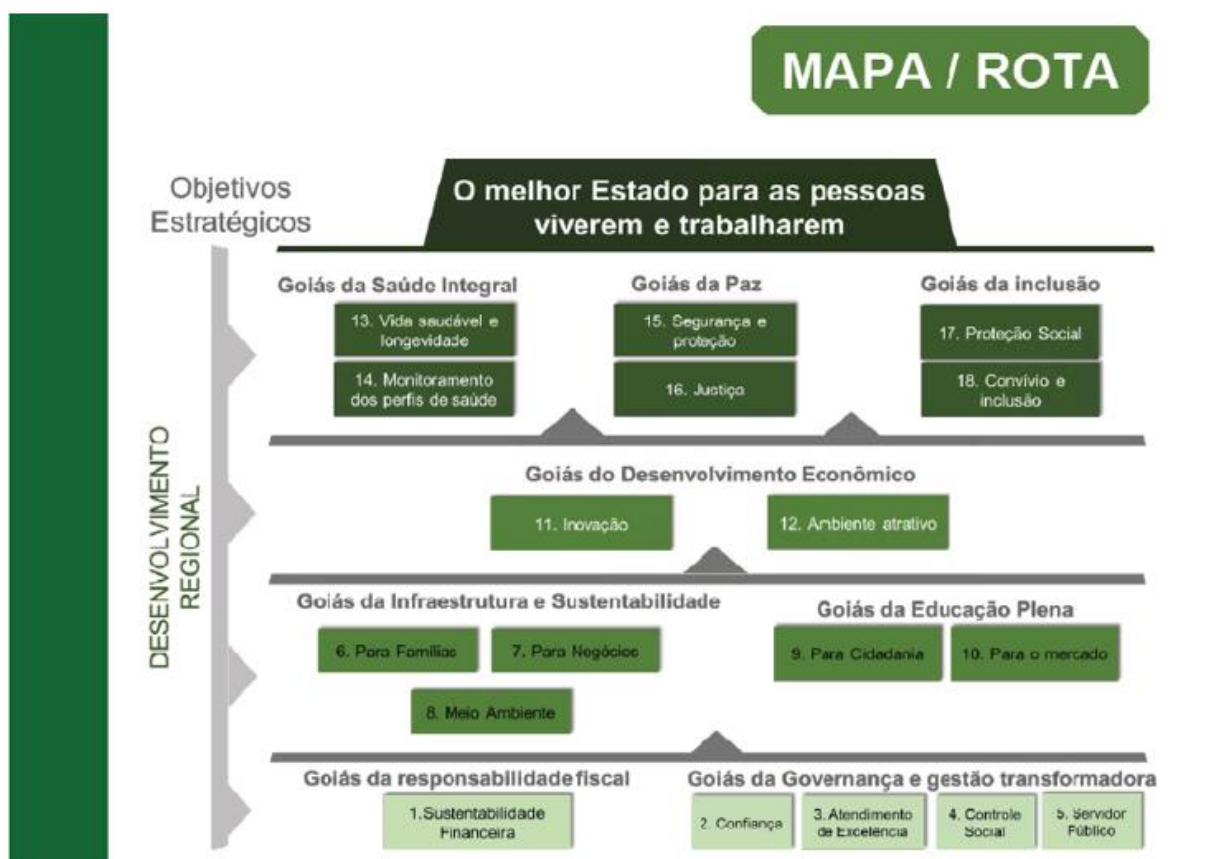 MAPA / ROTA
Objetivos
Estratégicos
O melhor Estado para as pessoas
viverem e trabalharem
DESENVOLVIMENTO
REGIONAL
Goiás da Saúde Integral
13. Vida saudável e
longevidade
14. Monitoramento
dos perfis de saúde
Goiás da Paz
15. Segurança e
proteção
16. Justiça
Goiás da inclusão
17. Proteção Social
18. Convívio e
inclusão
Goiás do Desenvolvimento Econômico
11. Inovação
12. Ambiente atrativo
Goiás da Infraestrutura e Sustentabilidade
6. Para Famílias
7. Para Negócios
8. Meio Ambiente
Goiás da Educação Plena
9. Para Cidadania
10. Para o mercado
Goiás da responsabilidade fiscal
1.Sustentabilidade
Financeira
Goiás da Governança e gestão transformadora
2. Confiança
3. Atendimento
de Excelência
4. Controle
Social
5. Servidor
Público